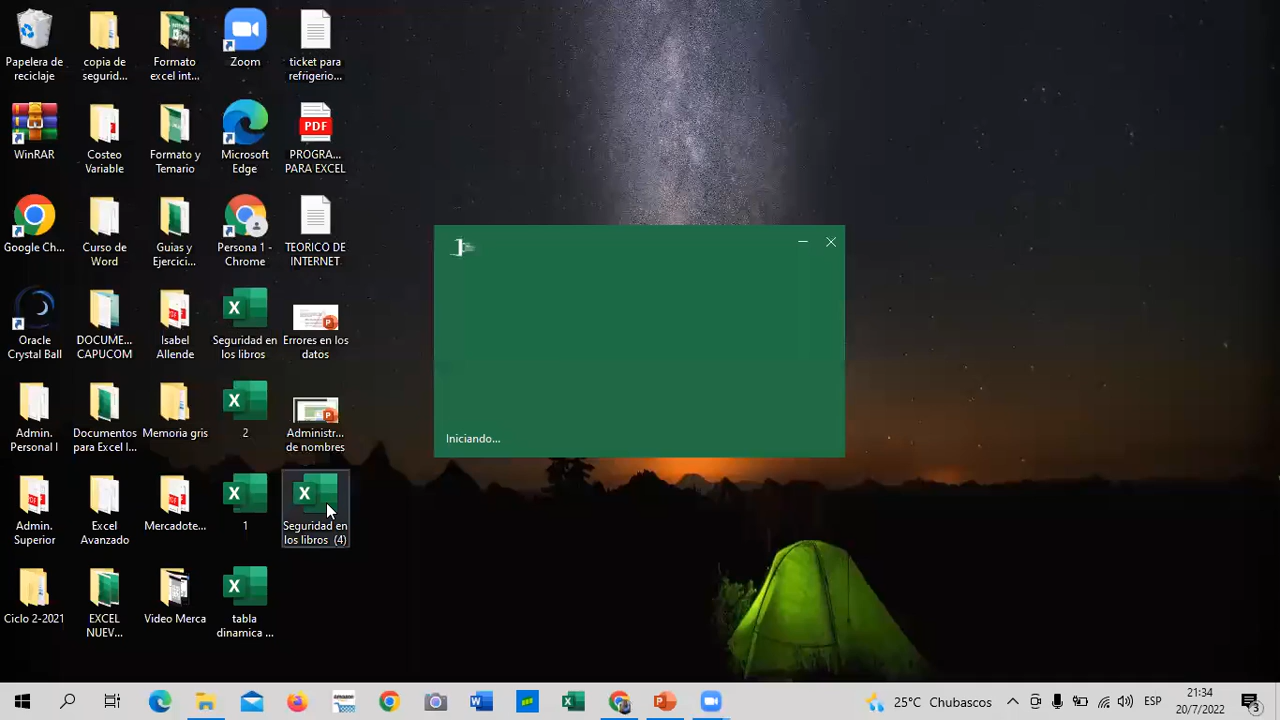 Papelera de
reciclaje
copia de
segurid...
Formato
excel int...
Zoom
ticket para
refrigerio...
WinRAR
Costeo
Variable
Formato y
Temario
Microsoft
Edge
PDF
PROGRA...
PARA EXCEL
Google Ch...
Curso de
Word
Guias y
Ejercici...
Persona 1 -
Chrome
TEORICO DE
INTERNET
Oracle
Crystal Ball
DOCUME...
CAPUCOM
Isabel
Allende
Seguridad en
los libros
Errores en los
datos
Admin.
Personal I
Documentos
para Excel I...
Memoria gris
2
Administr...
de nombres
Admin.
Superior
Excel
Avanzado
Mercadote...
1
Seguridad en
los libros (4)
Ciclo 2-2021
EXCEL
NUEV...
Video Merca
tabla
dinamica ...
Iniciando...
25°C Chubascos
ESP
21:34
20/7/2022
3